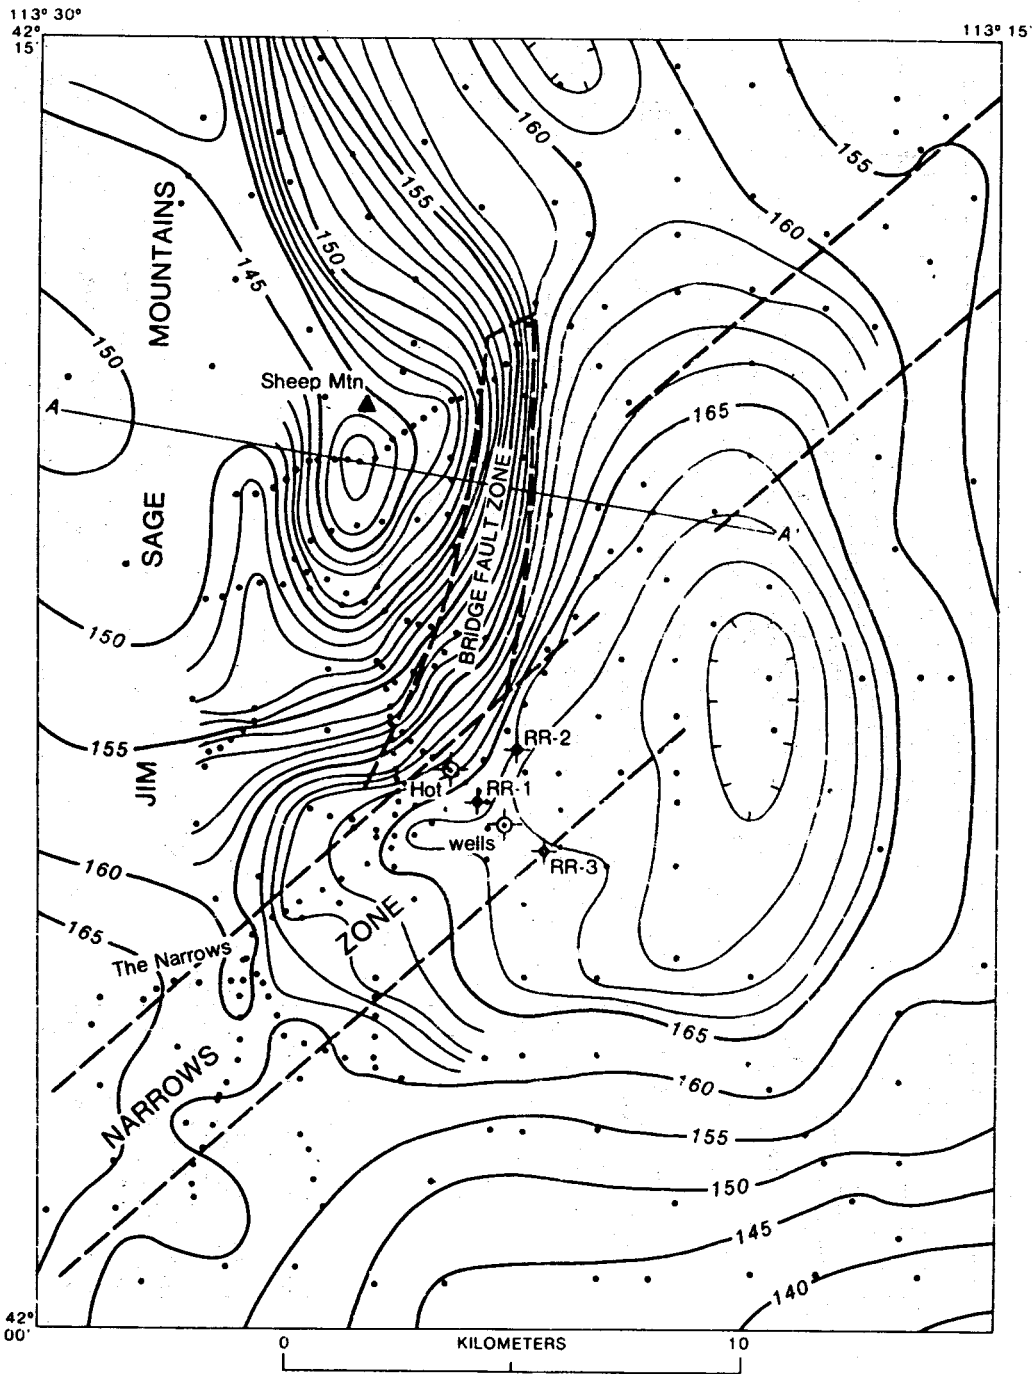 113° 30'
42°
15'
113° 15'
160
155
155
160
MOUNTAINS
150
145
150
Sheep Mtn
A
165
BRIDGE FAULT ZONE
SAGE
A'
150
155
RR-2
JIM
Hot
RR-1
wells
RR-3
160
165
ZONE
The Narrows
165
NARROWS
160
155
150
145
140
42°
00'
0
KILOMETERS
10